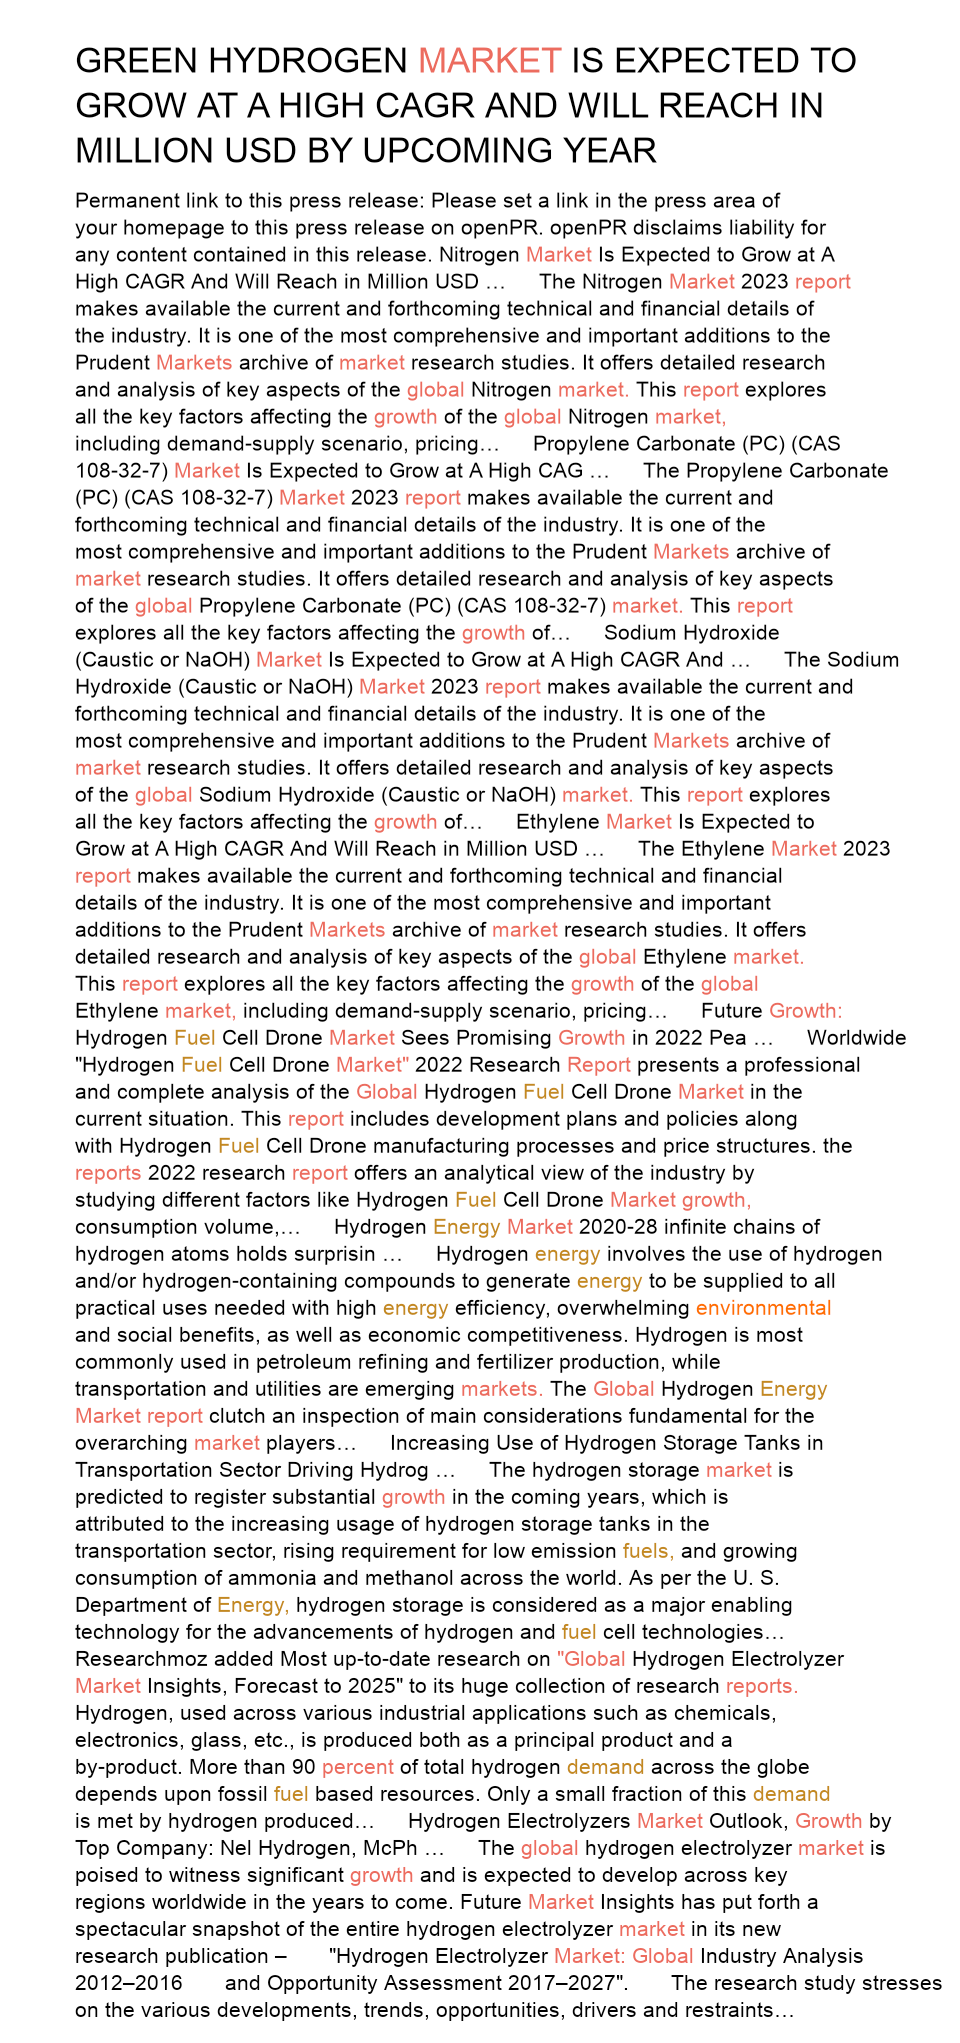 GREEN HYDROGEN MARKET IS EXPECTED TO
GROW AT A HIGH CAGR AND WILL REACH IN
MILLION USD BY UPCOMING YEAR
Permanent link to this press release: Please set a link in the press area of
your homepage to this press release on openPR. openPR disclaims liability for
any content contained in this release. Nitrogen Market Is Expected to Grow at A
High CAGR And Will Reach in Million USD … The Nitrogen Market 2023 report
makes available the current and forthcoming technical and financial details of
the industry. It is one of the most comprehensive and important additions to the
Prudent Markets archive of market research studies. It offers detailed research
and analysis of key aspects of the global Nitrogen market. This report explores
all the key factors affecting the growth of the global Nitrogen market,
including demand-supply scenario, pricing… Propylene Carbonate (PC) (CAS
108-32-7) Market Is Expected to Grow at A High CAG … The Propylene Carbonate
(PC) (CAS 108-32-7) Market 2023 report makes available the current and
forthcoming technical and financial details of the industry. It is one of the
most comprehensive and important additions to the Prudent Markets archive of
market research studies. It offers detailed research and analysis of key aspects
of the global Propylene Carbonate (PC) (CAS 108-32-7) market. This report
explores all the key factors affecting the growth of… Sodium Hydroxide
(Caustic or NaOH) Market Is Expected to Grow at A High CAGR And … The Sodium
Hydroxide (Caustic or NaOH) Market 2023 report makes available the current and
forthcoming technical and financial details of the industry. It is one of the
most comprehensive and important additions to the Prudent Markets archive of
market research studies. It offers detailed research and analysis of key aspects
of the global Sodium Hydroxide (Caustic or NaOH) market. This report explores
all the key factors affecting the growth of… Ethylene Market Is Expected to
Grow at A High CAGR And Will Reach in Million USD … The Ethylene Market 2023
report makes available the current and forthcoming technical and financial
details of the industry. It is one of the most comprehensive and important
additions to the Prudent Markets archive of market research studies. It offers
detailed research and analysis of key aspects of the global Ethylene market.
This report explores all the key factors affecting the growth of the global
Ethylene market, including demand-supply scenario, pricing… Future Growth:
Hydrogen Fuel Cell Drone Market Sees Promising Growth in 2022 Pea … Worldwide
"Hydrogen Fuel Cell Drone Market" 2022 Research Report presents a professional
and complete analysis of the Global Hydrogen Fuel Cell Drone Market in the
current situation. This report includes development plans and policies along
with Hydrogen Fuel Cell Drone manufacturing processes and price structures. the
reports 2022 research report offers an analytical view of the industry by
studying different factors like Hydrogen Fuel Cell Drone Market growth,
consumption volume,… Hydrogen Energy Market 2020-28 infinite chains of
hydrogen atoms holds surprisin … Hydrogen energy involves the use of hydrogen
and/or hydrogen-containing compounds to generate energy to be supplied to all
practical uses needed with high energy efficiency, overwhelming environmental
and social benefits, as well as economic competitiveness. Hydrogen is most
commonly used in petroleum refining and fertilizer production, while
transportation and utilities are emerging markets. The Global Hydrogen Energy
Market report clutch an inspection of main considerations fundamental for the
overarching market players… Increasing Use of Hydrogen Storage Tanks in
Transportation Sector Driving Hydrog … The hydrogen storage market is
predicted to register substantial growth in the coming years, which is
attributed to the increasing usage of hydrogen storage tanks in the
transportation sector, rising requirement for low emission fuels, and growing
consumption of ammonia and methanol across the world. As per the U. S.
Department of Energy, hydrogen storage is considered as a major enabling
technology for the advancements of hydrogen and fuel cell technologies…
Researchmoz added Most up-to-date research on "Global Hydrogen Electrolyzer
Market Insights, Forecast to 2025" to its huge collection of research reports.
Hydrogen, used across various industrial applications such as chemicals,
electronics, glass, etc., is produced both as a principal product and a
by-product. More than 90 percent of total hydrogen demand across the globe
depends upon fossil fuel based resources. Only a small fraction of this demand
is met by hydrogen produced… Hydrogen Electrolyzers Market Outlook, Growth by
Top Company: Nel Hydrogen, McPh … The global hydrogen electrolyzer market is
poised to witness significant growth and is expected to develop across key
regions worldwide in the years to come. Future Market Insights has put forth a
spectacular snapshot of the entire hydrogen electrolyzer market in its new
research publication – "Hydrogen Electrolyzer Market: Global Industry Analysis
2012–2016 and Opportunity Assessment 2017–2027". The research study stresses
on the various developments, trends, opportunities, drivers and restraints…